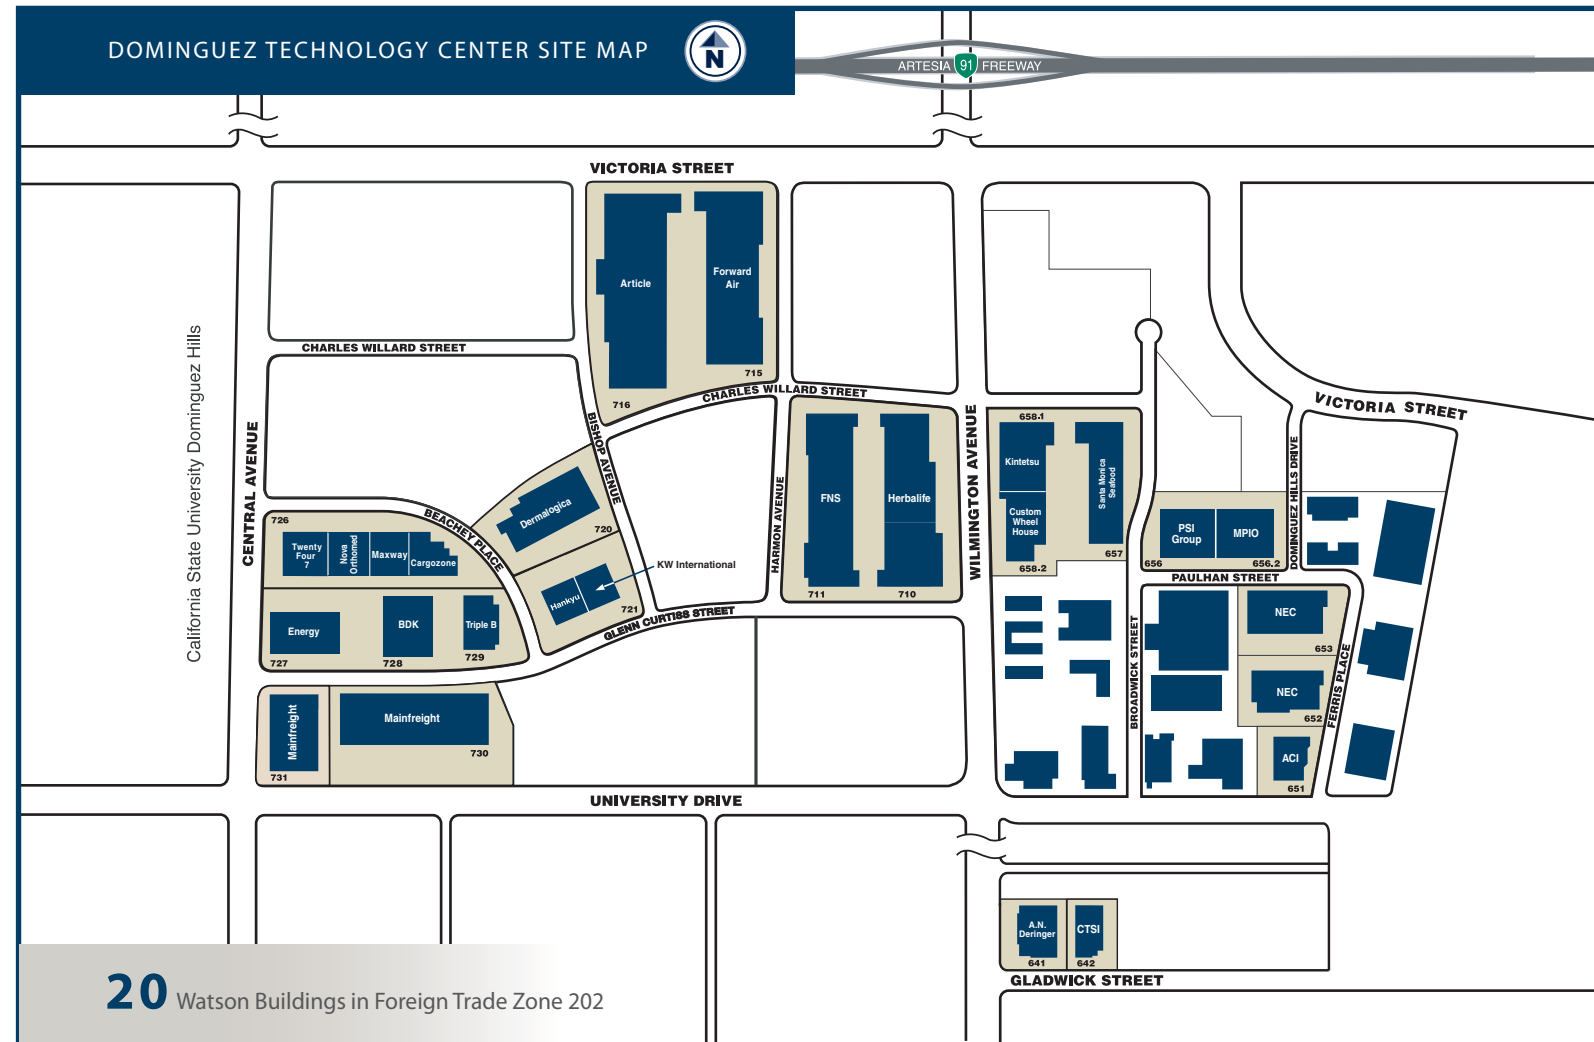 DOMINGUEZ TECHNOLOGY CENTER SITE MAP
N
ARTESIA 91 FREEWAY
VICTORIA STREET
Article
Forward
Air
715
716
CHARLES WILLARD STREET
CHARLES WILLARD STREET
California State University Dominguez Hills
CENTRAL AVENUE
BISHOP AVENUE
BEACHEY PLACE
HARMON AVENUE
WILMINGTON AVENUE
VICTORIA STREET
DOMINGUEZ HILLS DRIVE
658.1
Kintetsu
Santa Monica
Seafood
Custom
Wheel
House
657
658.2
FNS
Herbalife
711
710
Dermalogica
720
KW International
Hankyu
721
GLENN CURTISS STREET
726
Twenty
Four
7
Nova
Orthomed
Maxway
Cargozone
Energy
727
BDK
728
Triple B
729
PSI
Group
MPIO
656
656.2
PAULHAN STREET
BROADWICK STREET
NEC
653
NEC
652
FERRIS PLACE
ACI
651
Mainfreight
731
Mainfreight
730
UNIVERSITY DRIVE
A.N.
Deringer
641
CTSI
642
GLADWICK STREET
20 Watson Buildings in Foreign Trade Zone 202